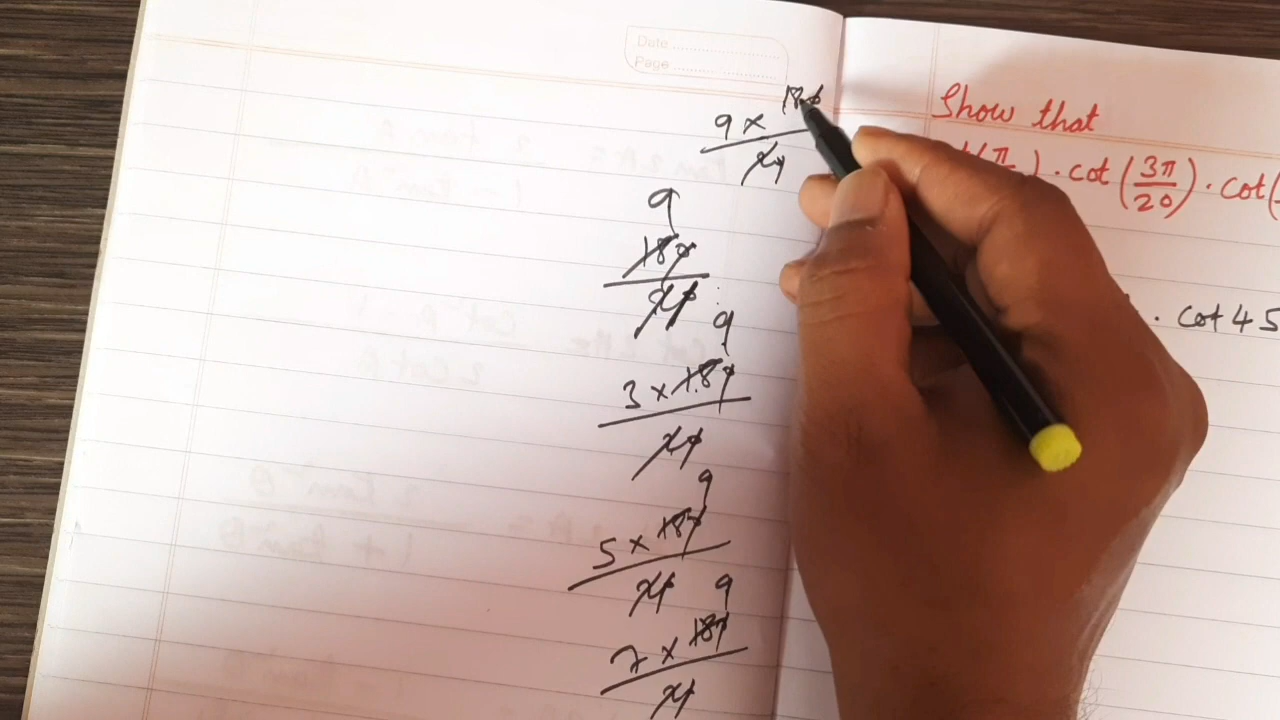 Date
Page
Show that
. cot (3π/20) . cot (
. cot 45
9 × 180
20
9
180
20
9
3 × 180
20
9
5 × 180
20
9
7 × 180
20